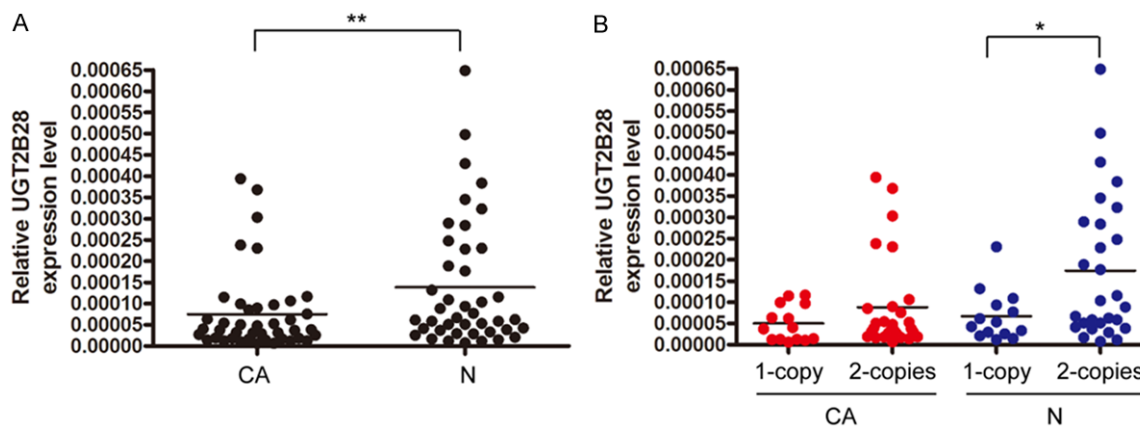 A
**
Relative UGT2B28
expression level
0.00065
0.00060
0.00055
0.00050
0.00045
0.00040
0.00035
0.00030
0.00025
0.00020
0.00015
0.00010
0.00005
0.00000
CA
N
B
*
Relative UGT2B28
expression level
0.00065
0.00060
0.00055
0.00050
0.00045
0.00040
0.00035
0.00030
0.00025
0.00020
0.00015
0.00010
0.00005
0.00000
1-copy
2-copies
1-copy
2-copies
CA
N